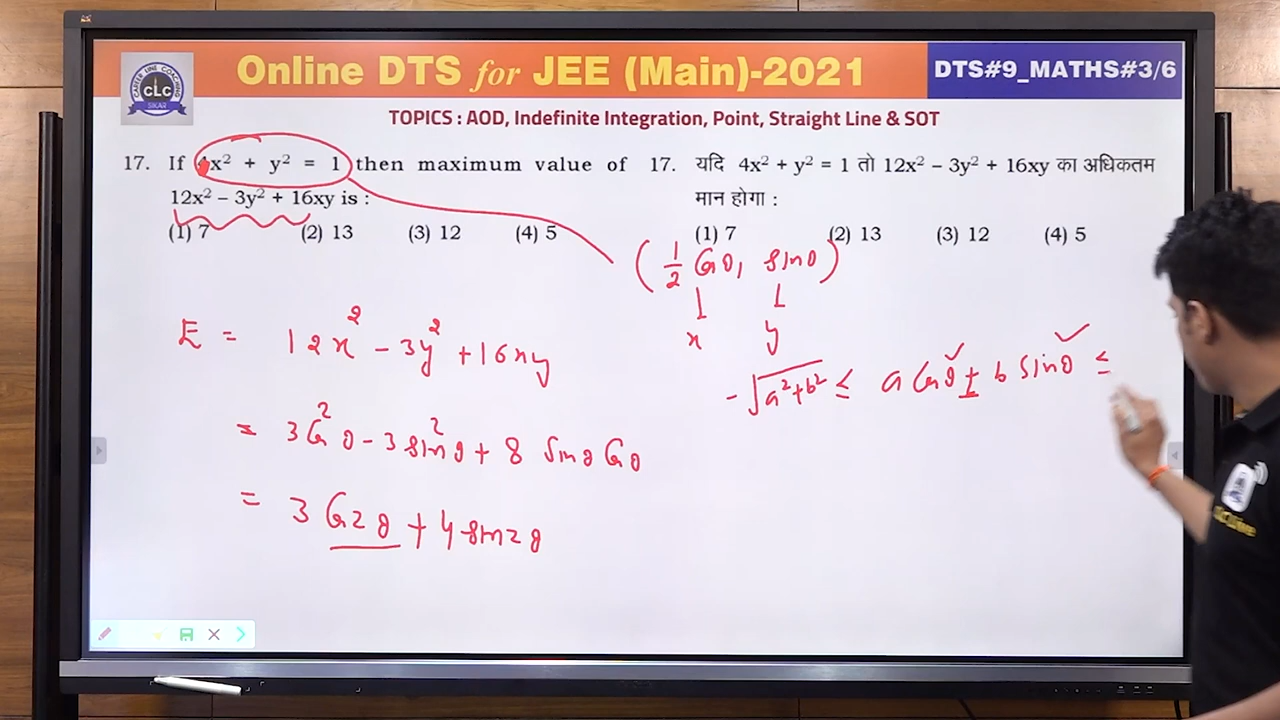 Online DTS for JEE (Main)-2021
DTS#9_MATHS#3/6
CAREER LINE COACHING
CLC
SIKAR
TOPICS : AOD, Indefinite Integration, Point, Straight Line & SOT
17. If 4x² + y² = 1 then maximum value of
12x² – 3y² + 16xy is :
(1) 7 (2) 13 (3) 12 (4) 5
17. यदि 4x² + y² = 1 तो 12x² – 3y² + 16xy का अधिकतम
मान होगा :
(1) 7 (2) 13 (3) 12 (4) 5
(1/2 Cosθ, sinθ)
x y
E = 12x² - 3y² + 16xy
= 3Cos²θ - 3sin²θ + 8 Sinθ Cosθ
= 3 Cos2θ + 4sin2θ
-√a²+b² ≤ a Cosθ ± b Sinθ ≤